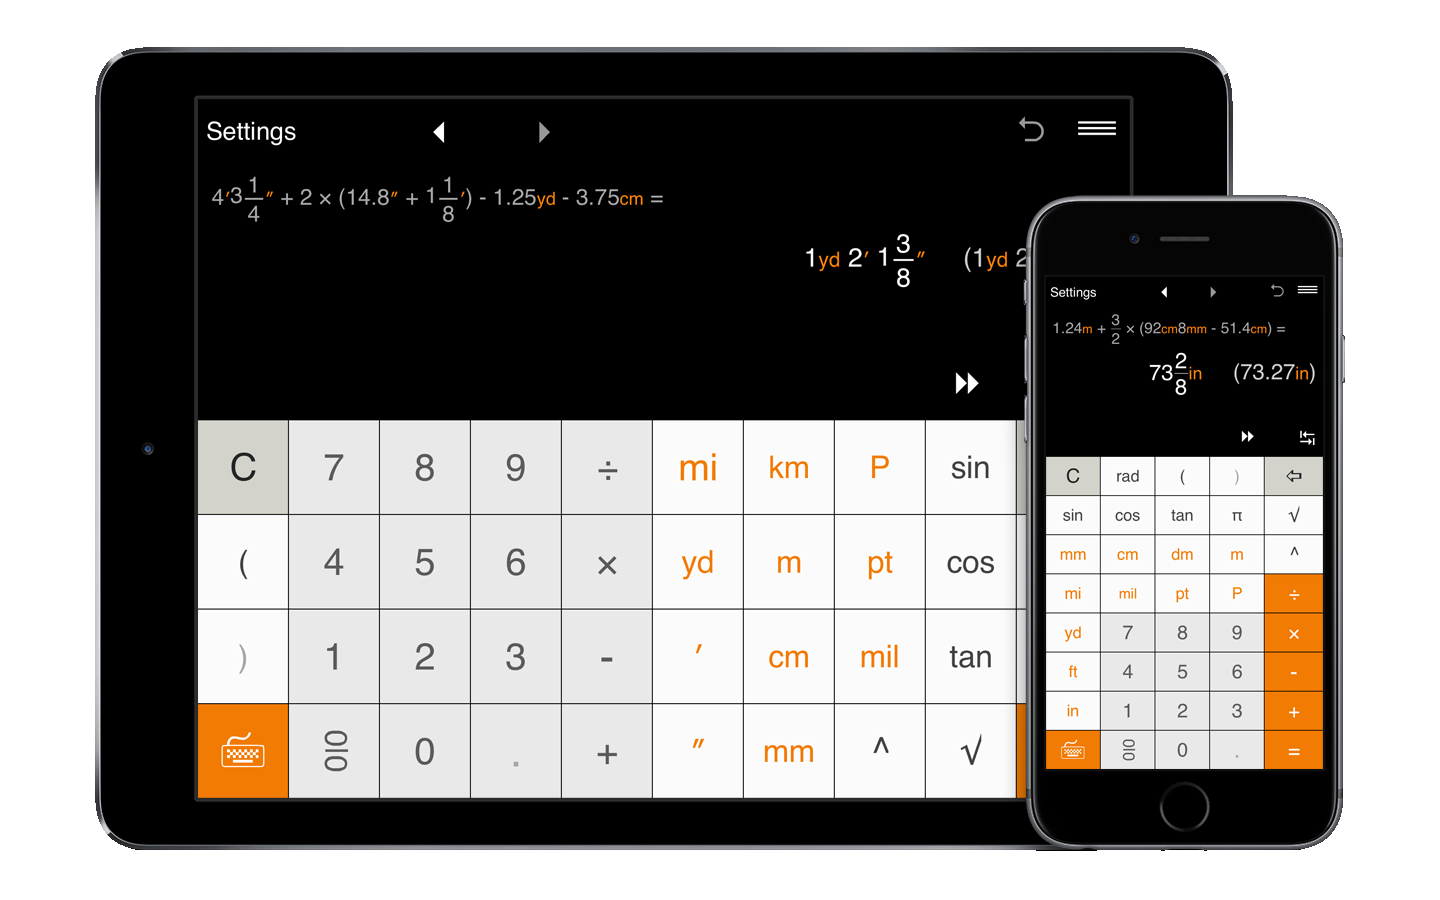 Settings
4′3 1/4″ + 2 × (14.8″ + 1 1/8′) - 1.25yd - 3.75cm =
1yd 2′ 1 3/8″ (1yd 2
C 7 8 9 ÷ mi km P sin
( 4 5 6 × yd m pt cos
) 1 2 3 - ′ cm mil tan
0 . + ″ mm ^ √
Settings
1.24m + 3/2 × (92cm8mm - 51.4cm) =
73 2/8in (73.27in)
C rad ( )
sin cos tan π √
mm cm dm m ^
mi mil pt P ÷
yd 7 8 9 ×
ft 4 5 6 -
in 1 2 3 +
0 . =